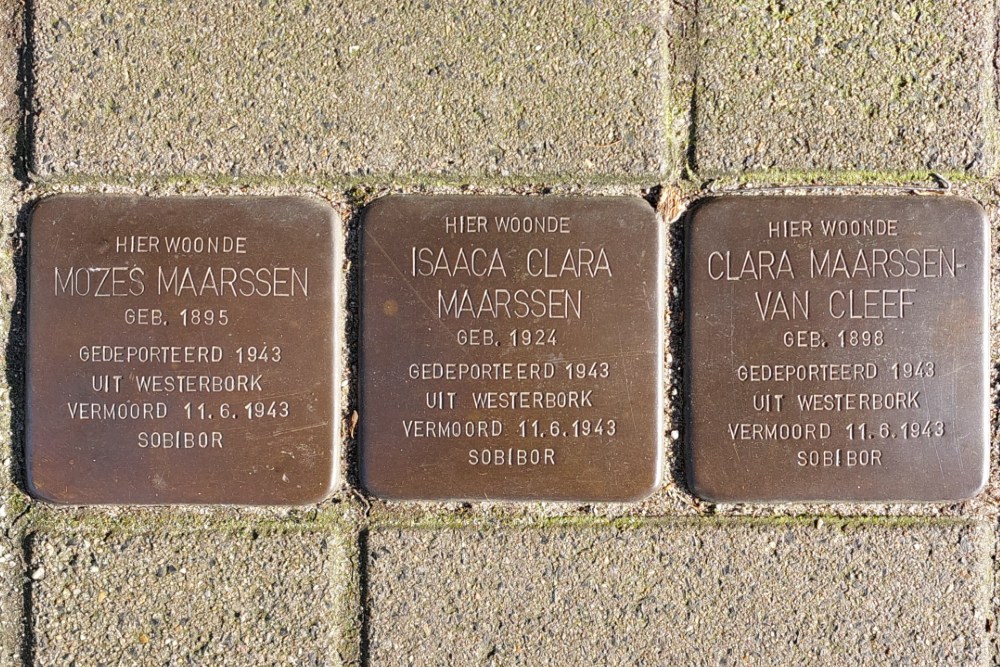 HIER WOONDE
MOZES MAARSSEN
GEB. 1895
GEDEPORTEERD 1943
UIT WESTERBORK
VERMOORD 11.6.1943
SOBIBOR
HIER WOONDE
ISAACA CLARA
MAARSSEN
GEB. 1924
GEDEPORTEERD 1943
UIT WESTERBORK
VERMOORD 11.6.1943
SOBIBOR
HIER WOONDE
CLARA MAARSSEN-
VAN CLEEF
GEB. 1898
GEDEPORTEERD 1943
UIT WESTERBORK
VERMOORD 11.6.1943
SOBIBOR